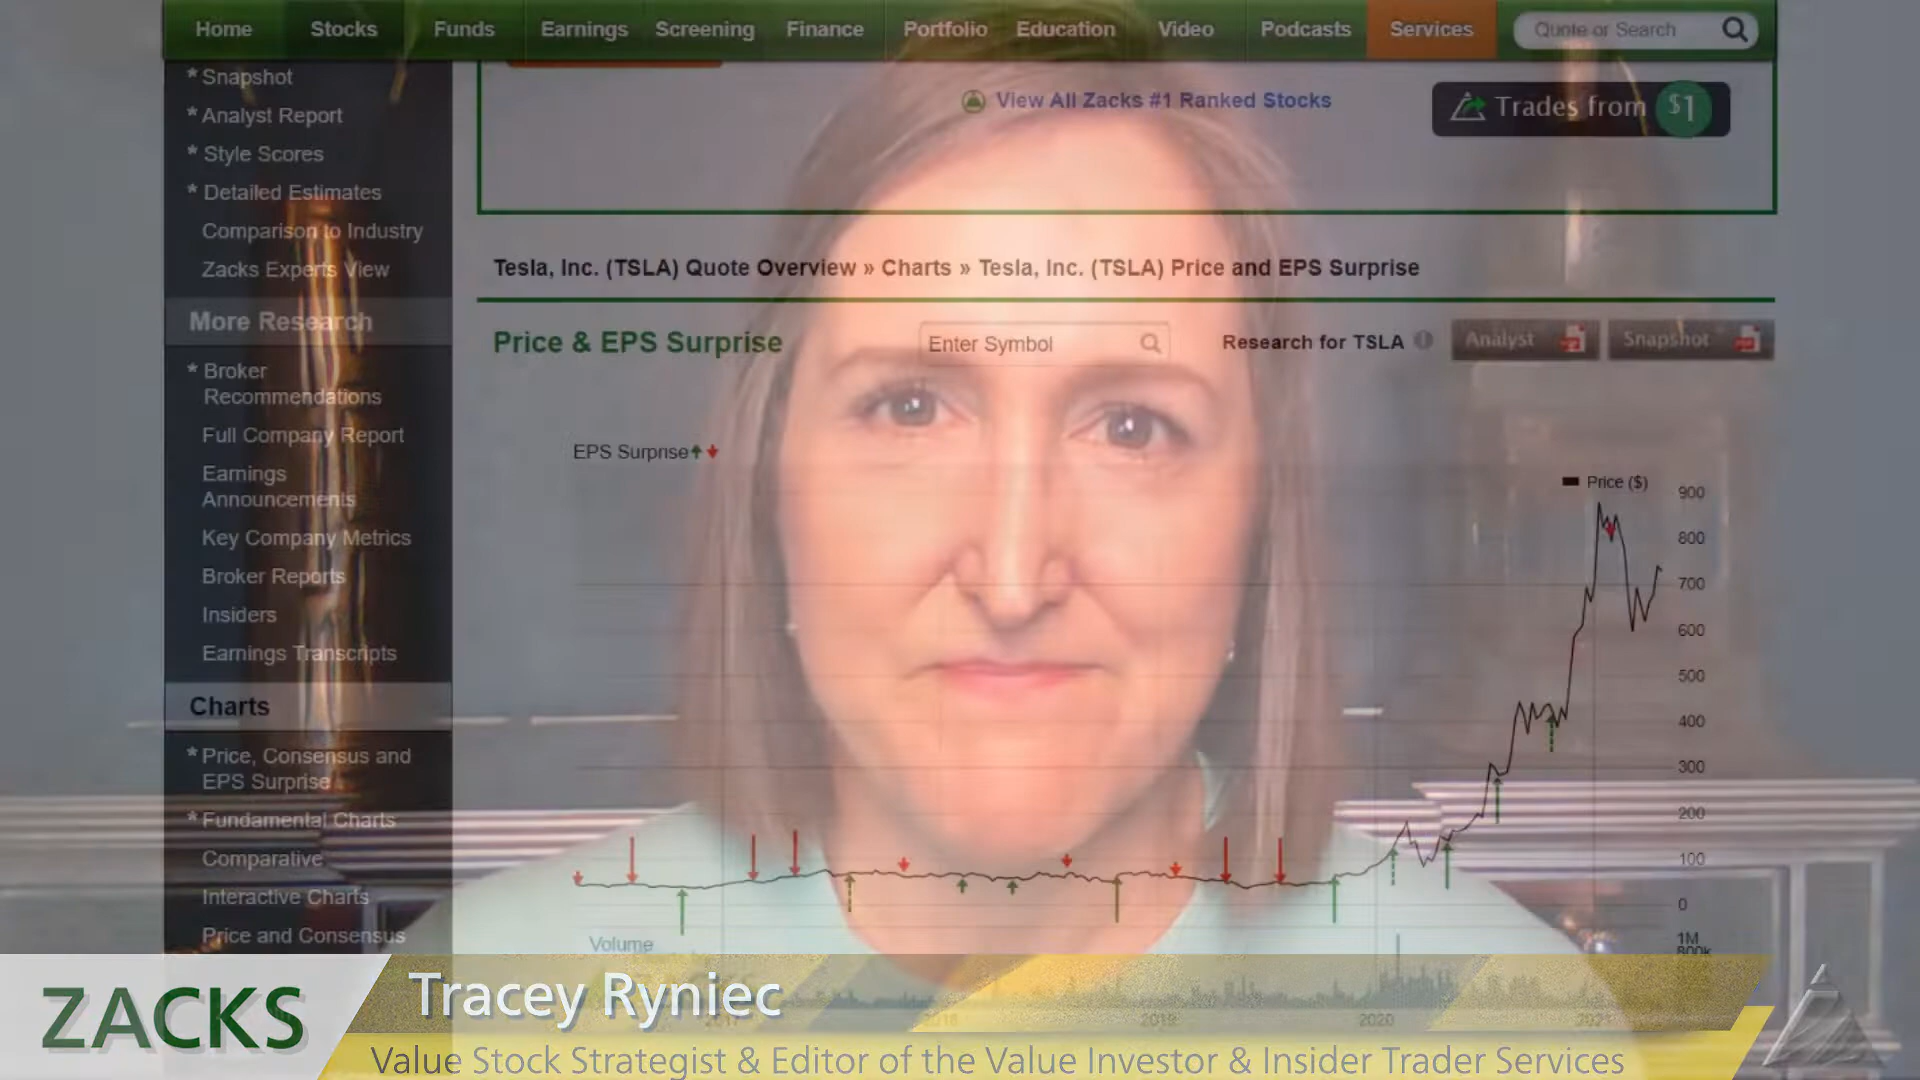 Home Stocks Funds Earnings Screening Finance Portfolio Education Video Podcasts Services Quote or Search
* Snapshot
* Analyst Report
* Style Scores
* Detailed Estimates
Comparison to Industry
Zacks Experts View
More Research
* Broker
Recommendations
Full Company Report
Earnings
Announcements
Key Company Metrics
Broker Reports
Insiders
Earnings Transcripts
Charts
* Price, Consensus and
EPS Surprise
* Fundamental Charts
Comparative
Interactive Charts
Price and Consensus
View All Zacks #1 Ranked Stocks
Trades from $1
Tesla, Inc. (TSLA) Quote Overview » Charts » Tesla, Inc. (TSLA) Price and EPS Surprise
Price & EPS Surprise
Enter Symbol
Research for TSLA
Analyst
Snapshot
EPS Surprise
Price ($)
900
800
700
600
500
400
300
200
100
0
Volume
1M
800k
2017 2018 2019 2020 2021
ZACKS
Tracey Ryniec
Value Stock Strategist & Editor of the Value Investor & Insider Trader Services